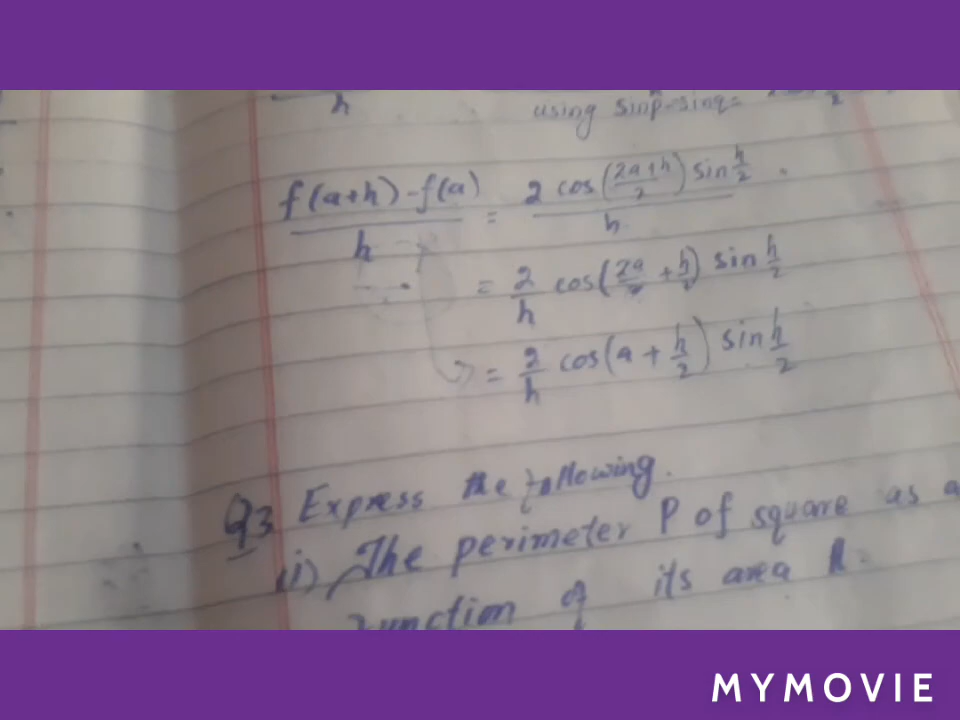 h
using sinp-sinq=
f(a+h)-f(a)/h = 2 cos(2a+h/2) sin h/2 / h
= 2/h cos(2a/2 + h/2) sin h/2
= 2/h cos(a + h/2) sin h/2
Q3 Express the following.
(i) The perimeter P of square as a
function of its area
MYMOVIE